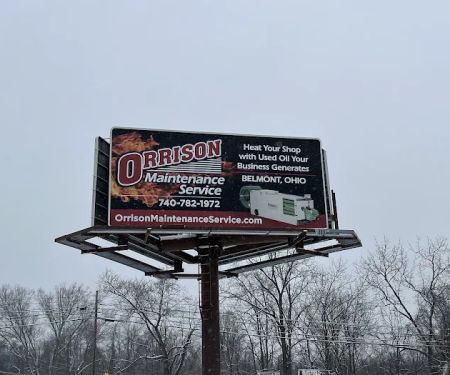 ORRISON
Maintenance
Service
740-782-1972
OrrisonMaintenanceService.com
Heat Your Shop
with Used Oil Your
Business Generates
BELMONT, OHIO